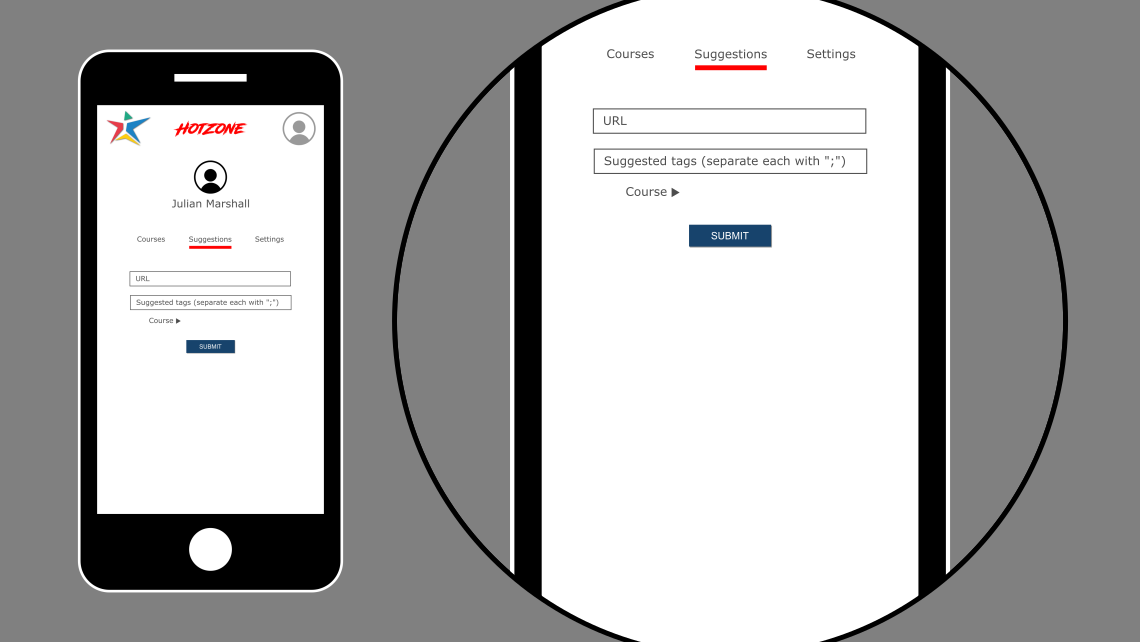 HOTZONE
Julian Marshall
Courses Suggestions Settings
URL
Suggested tags (separate each with ";")
Course ▶
SUBMIT
Courses Suggestions Settings
URL
Suggested tags (separate each with ";")
Course ▶
SUBMIT